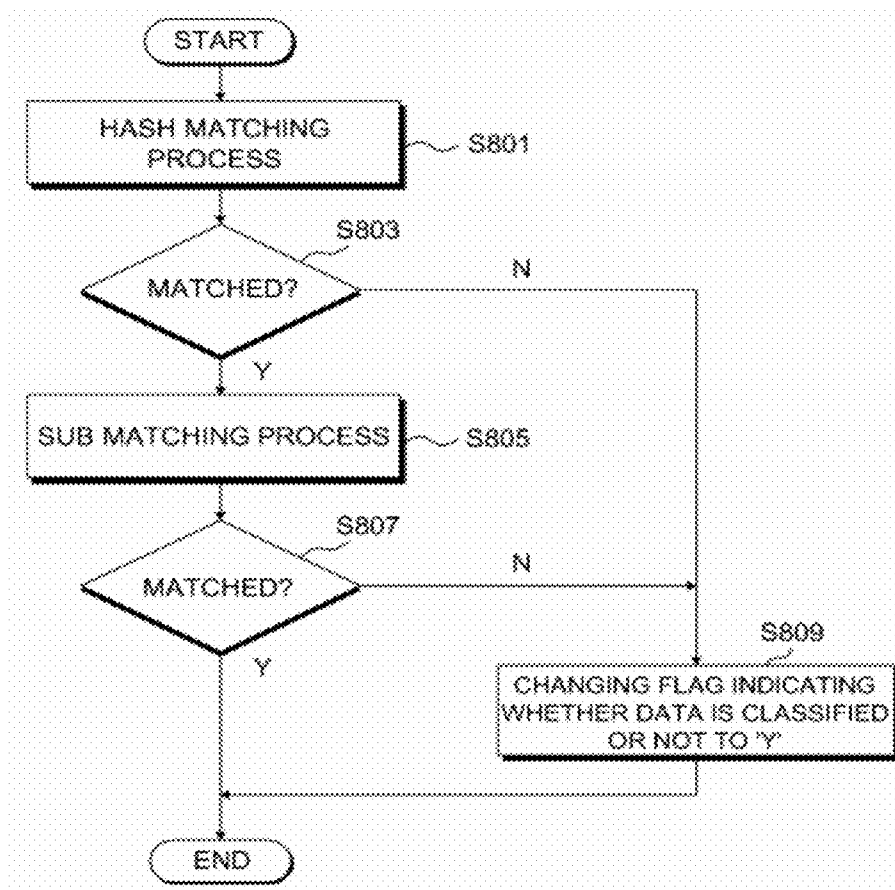 START
HASH MATCHING
PROCESS
S801
S803
MATCHED?
N
Y
SUB MATCHING PROCESS
S805
S807
MATCHED?
N
Y
S809
CHANGING FLAG INDICATING
WHETHER DATA IS CLASSIFIED
OR NOT TO 'Y'
END